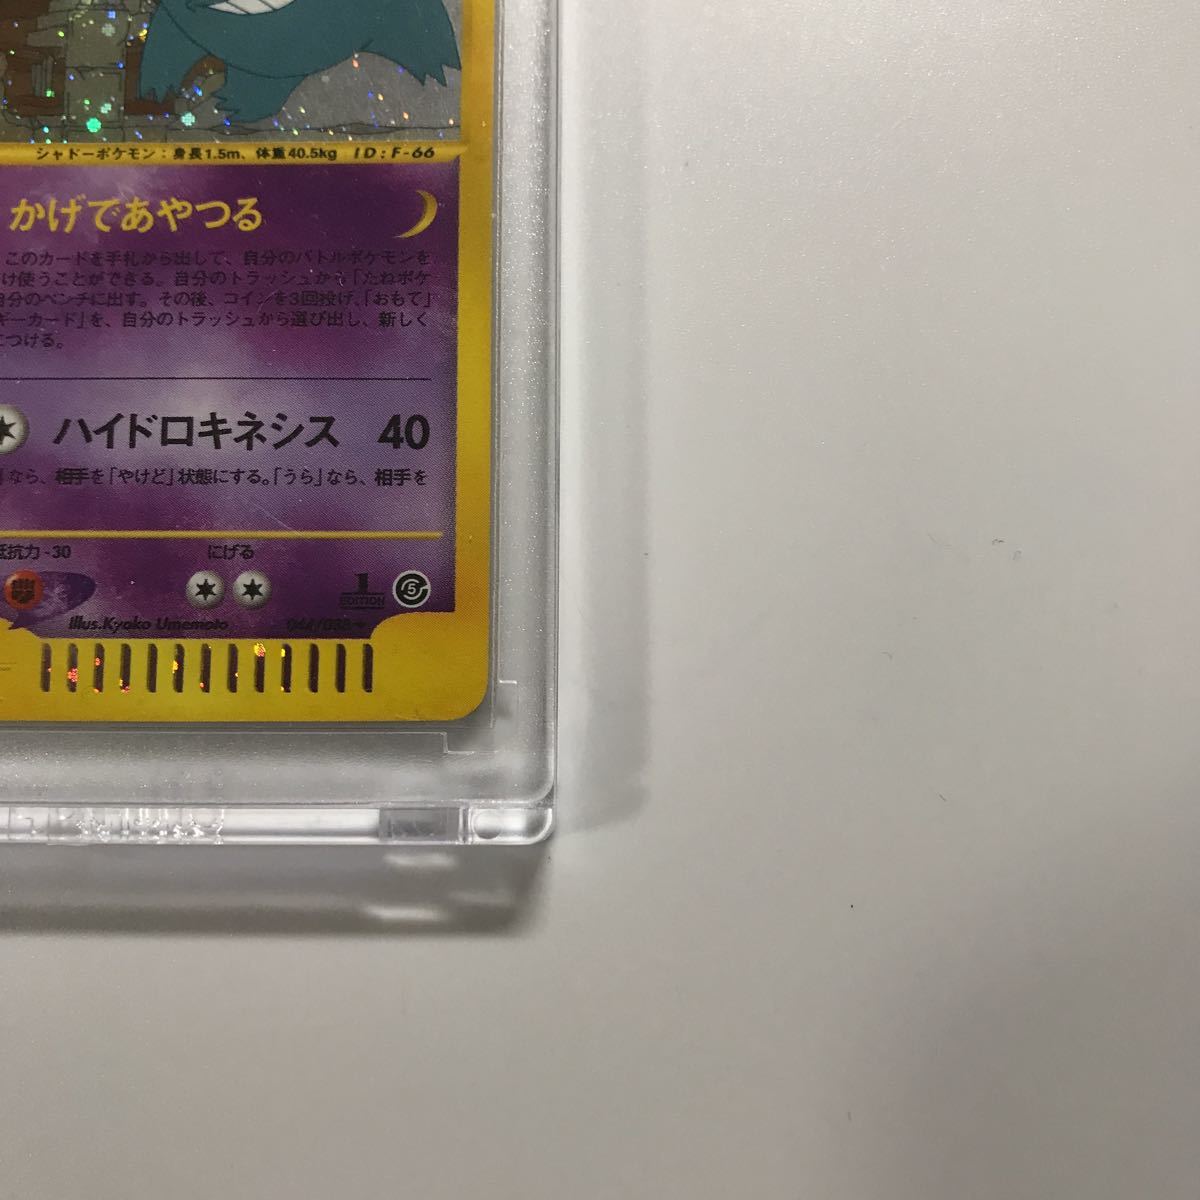 シャドーポケモン：身長1.5m、体重40.5kg ID：F-66
かげであやつる
このカードを手札から出して、自分のバトルポケモンを
け使うことができる。自分のトラッシュから「たねポケ
自分のベンチに出す。その後、コインを3回投げ、「おもて」
ギーカード」を、自分のトラッシュから選び出し、新しく
につける。
ハイドロキネシス 40
」なら、相手を「やけど」状態にする。「うら」なら、相手を
抵抗力-30 にげる
1 EDITION 5
Illus.Kyoko Umemoto